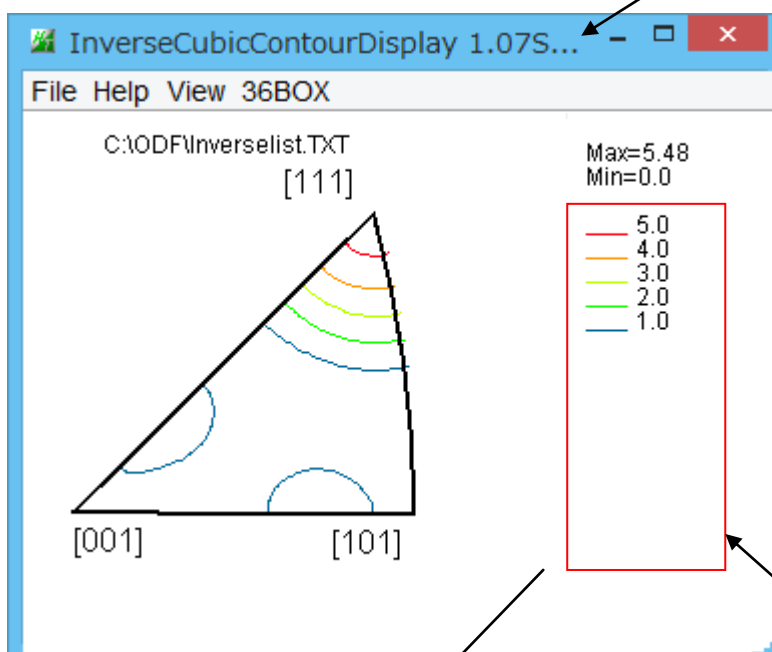 InverseCubicContourDisplay 1.07S...
File Help View 36BOX
C:\ODF\Inverselist.TXT
Max=5.48
Min=0.0
[111]
5.0
4.0
3.0
2.0
1.0
[001]
[101]